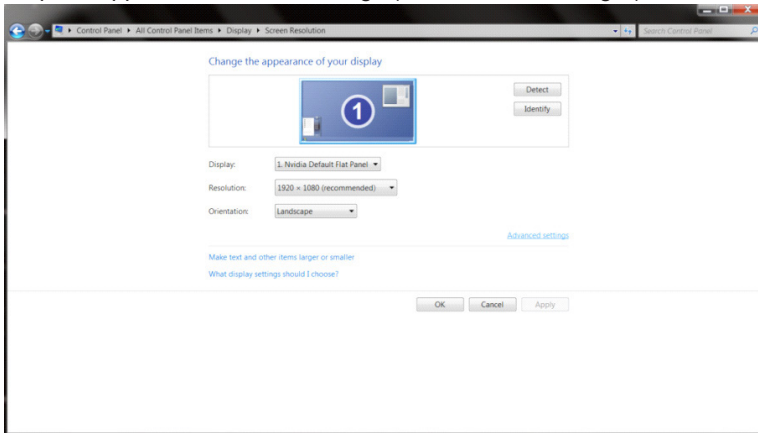 Control Panel ▸ All Control Panel Items ▸ Display ▸ Screen Resolution
Search Control Panel
Change the appearance of your display
1
Detect
Identify
Display: 1. Nvidia Default Flat Panel
Resolution: 1920 × 1080 (recommended)
Orientation: Landscape
Advanced settings
Make text and other items larger or smaller
What display settings should I choose?
OK Cancel Apply